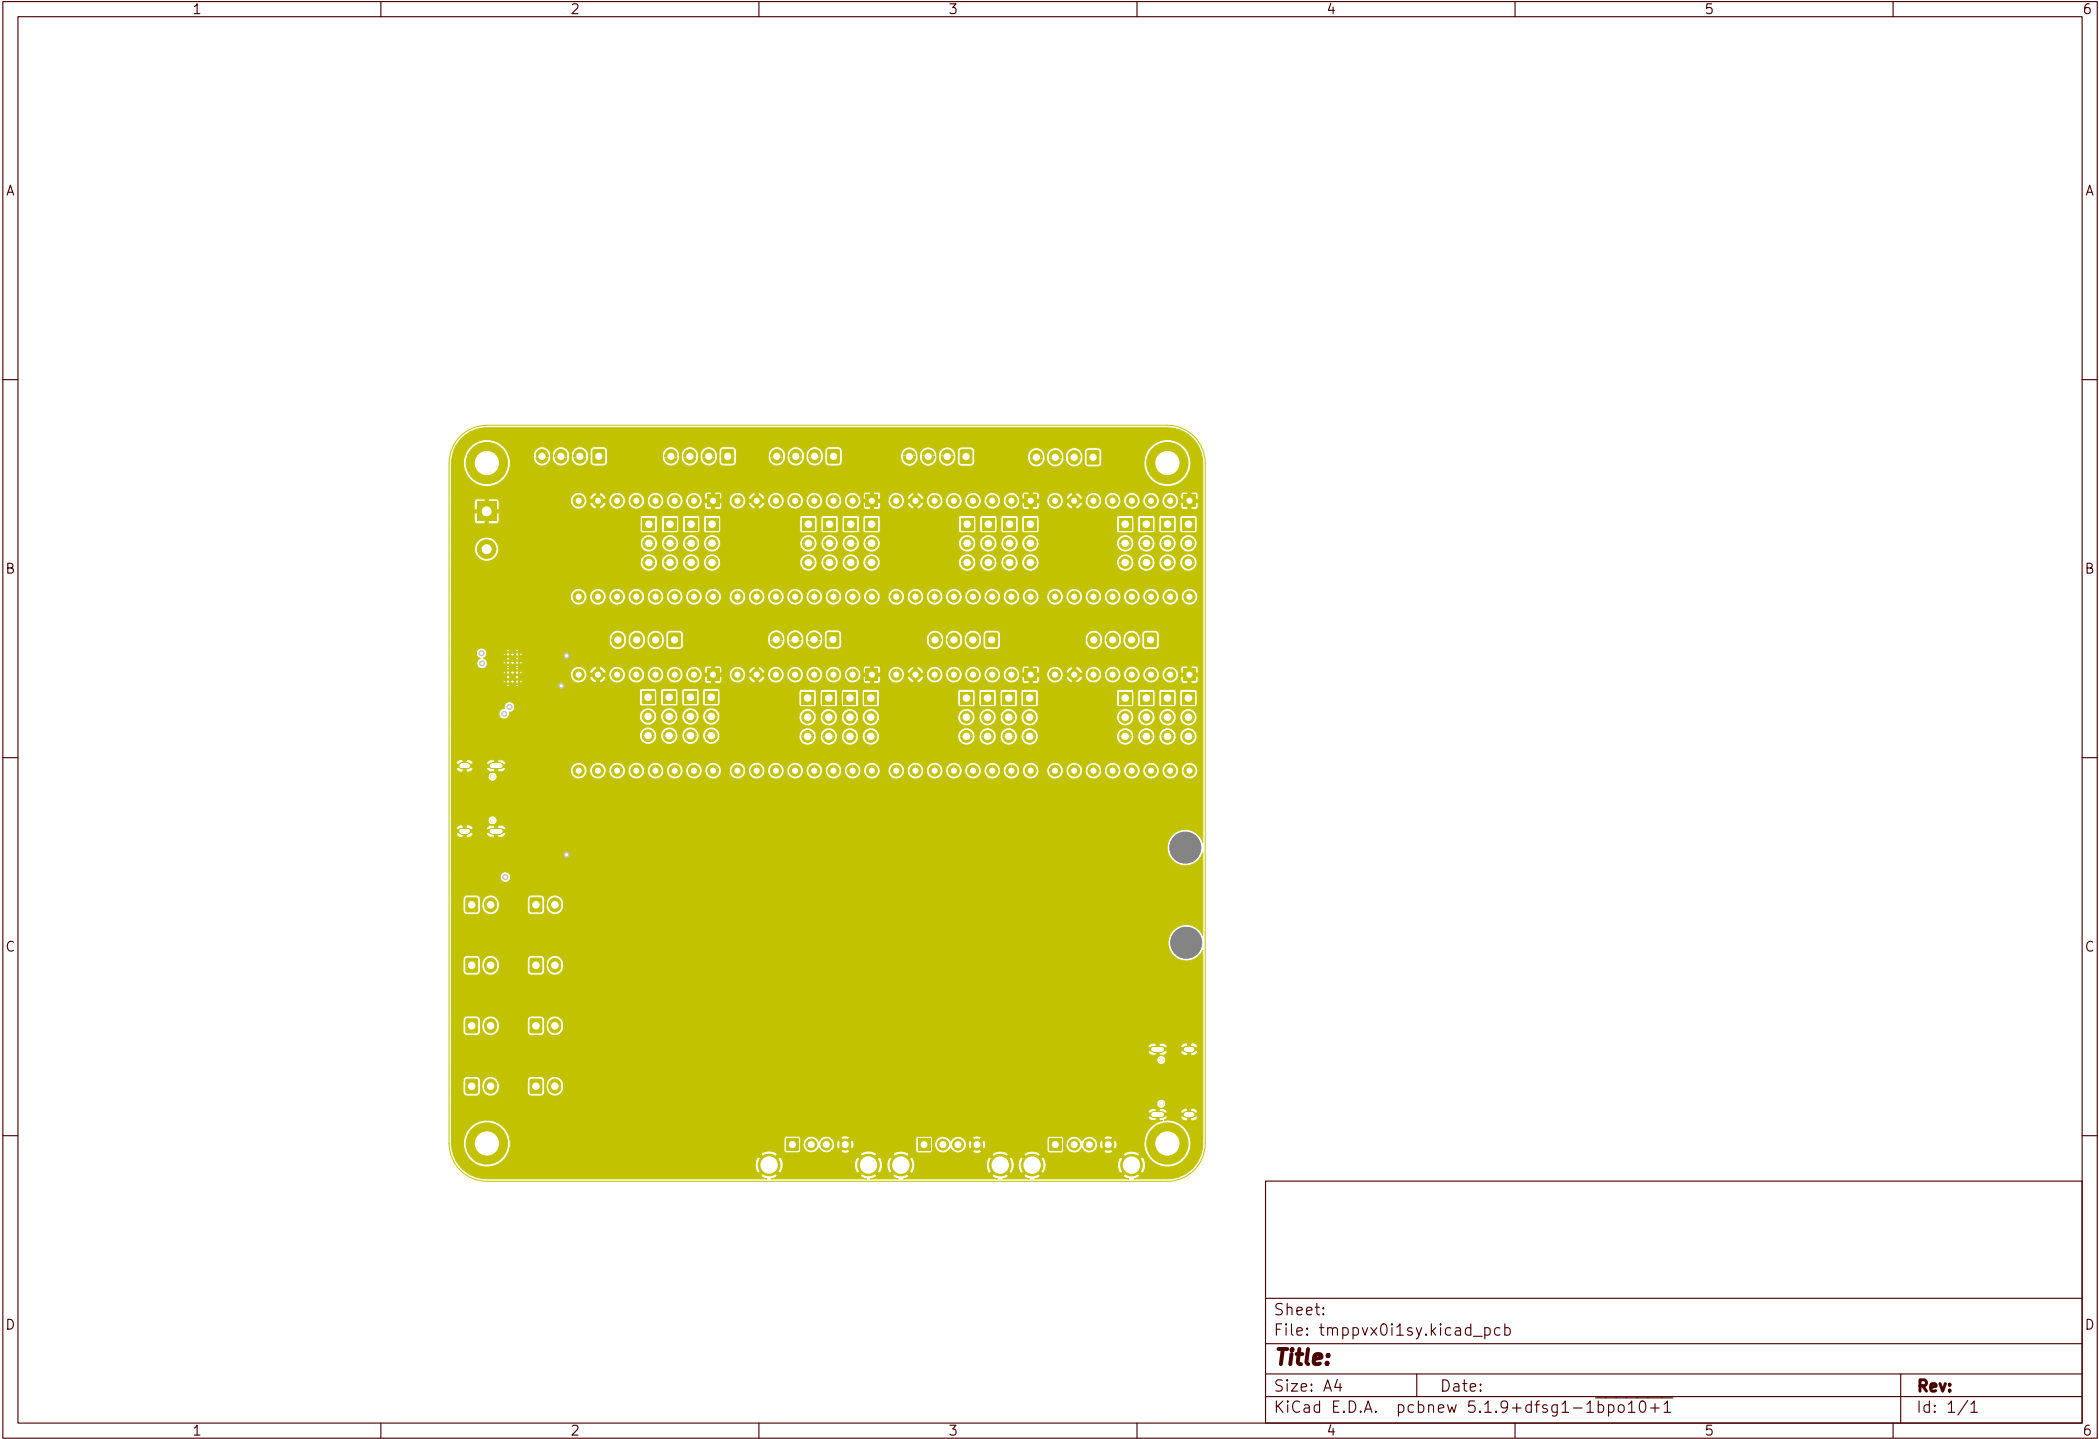 1 2 3 4 5 6
A A
B B
C C
D D
Sheet:
File: tmppvx0i1sy.kicad_pcb
Title:
Size: A4 Date: Rev:
KiCad E.D.A. pcbnew 5.1.9+dfsg1-1bpo10+1 Id: 1/1
1 2 3 4 5 6